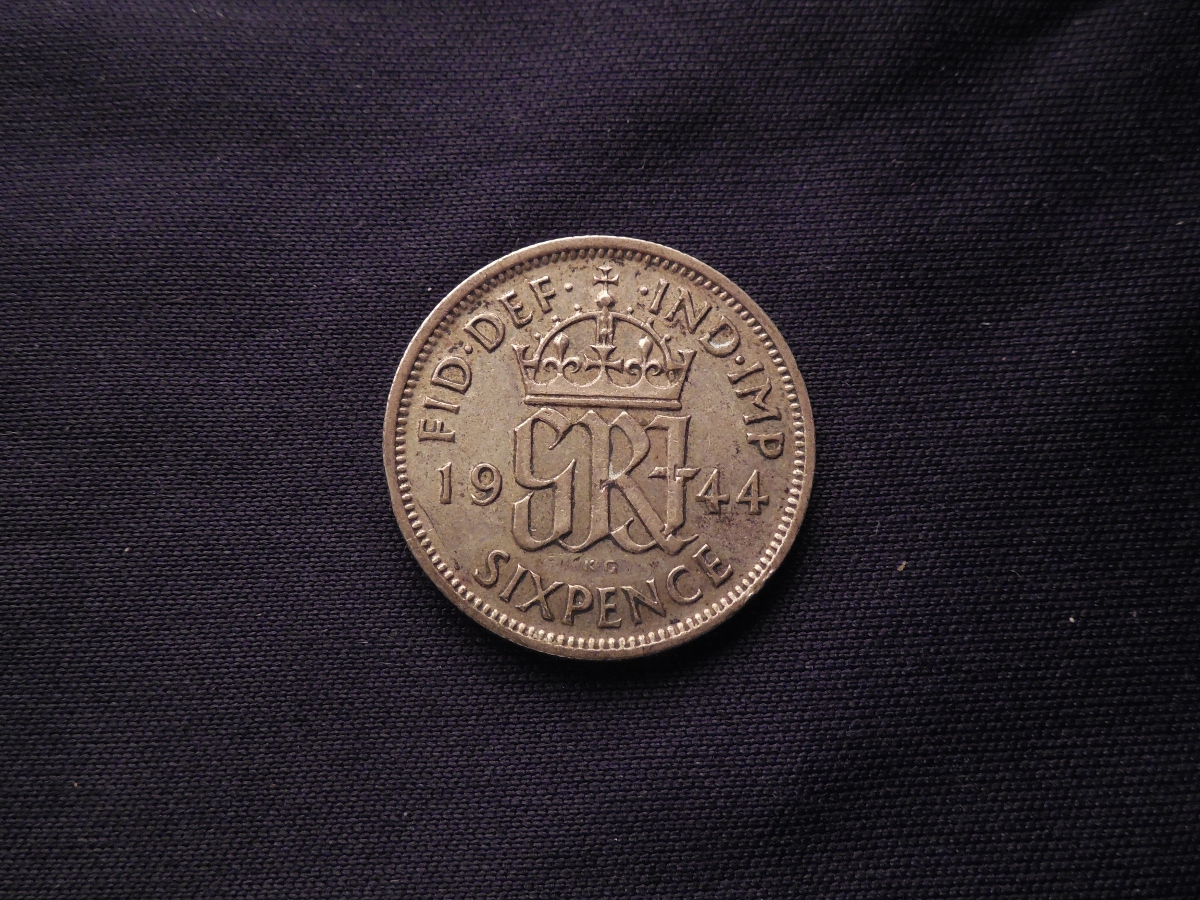 FID·DEF· ·IND·IMP
GRI
19 44
KG
SIXPENCE